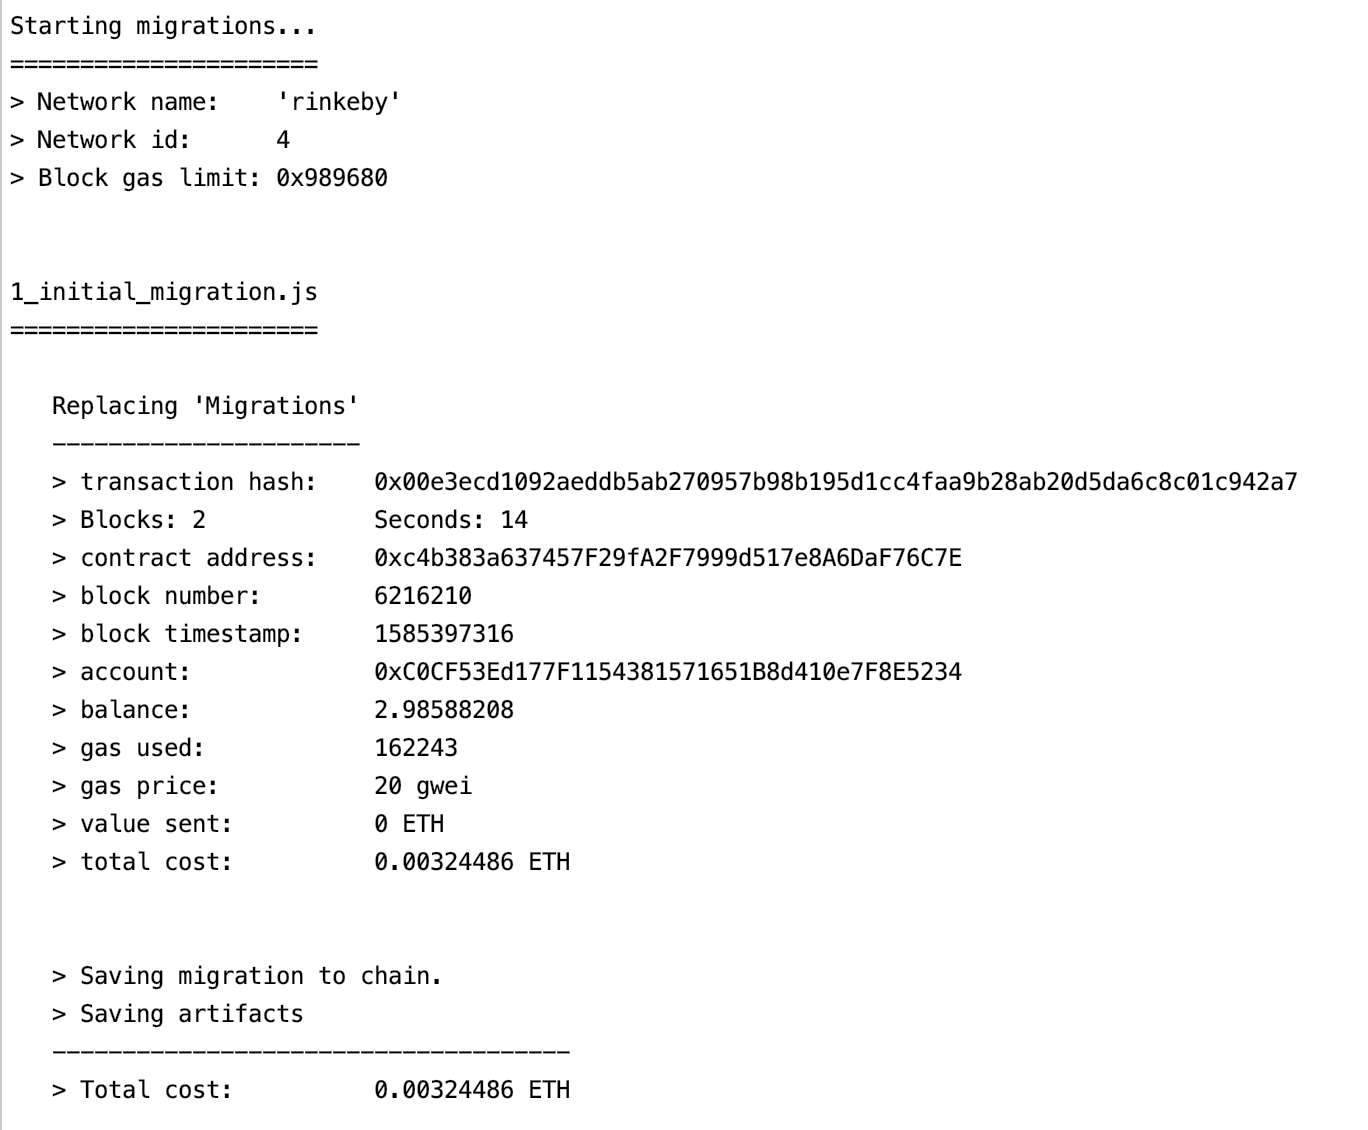 Starting migrations...
======================
> Network name:    'rinkeby'
> Network id:      4
> Block gas limit: 0x989680
1_initial_migration.js
======================
Replacing 'Migrations'
----------------------
> transaction hash:    0x00e3ecd1092aeddb5ab270957b98b195d1cc4faa9b28ab20d5da6c8c01c942a7
> Blocks: 2            Seconds: 14
> contract address:    0xc4b383a637457F29fA2F7999d517e8A6DaF76C7E
> block number:        6216210
> block timestamp:     1585397316
> account:             0xC0CF53Ed177F1154381571651B8d410e7F8E5234
> balance:             2.98588208
> gas used:            162243
> gas price:           20 gwei
> value sent:          0 ETH
> total cost:          0.00324486 ETH
> Saving migration to chain.
> Saving artifacts
-------------------------------------
> Total cost:          0.00324486 ETH